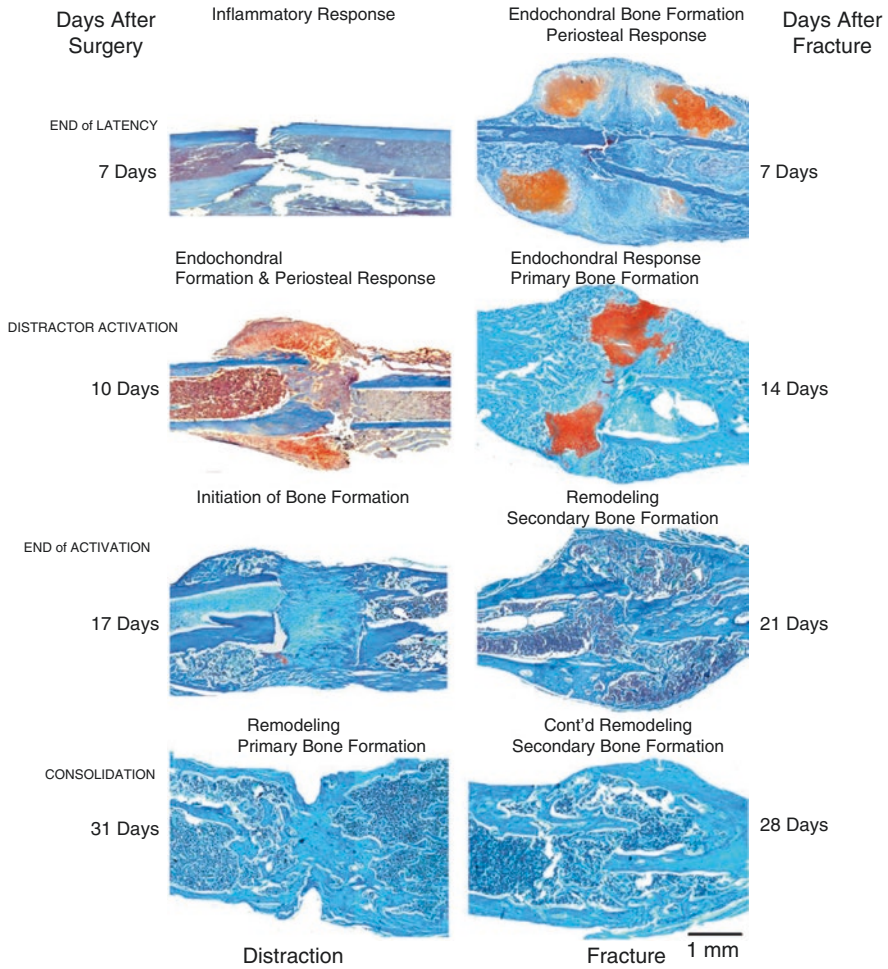 Days After
Surgery
Inflammatory Response
Endochondral Bone Formation
Periosteal Response
Days After
Fracture
END of LATENCY
7 Days
7 Days
Endochondral
Formation & Periosteal Response
Endochondral Response
Primary Bone Formation
DISTRACTOR ACTIVATION
10 Days
14 Days
Initiation of Bone Formation
Remodeling
Secondary Bone Formation
END of ACTIVATION
17 Days
21 Days
Remodeling
Primary Bone Formation
Cont'd Remodeling
Secondary Bone Formation
CONSOLIDATION
31 Days
28 Days
Distraction
Fracture
1 mm